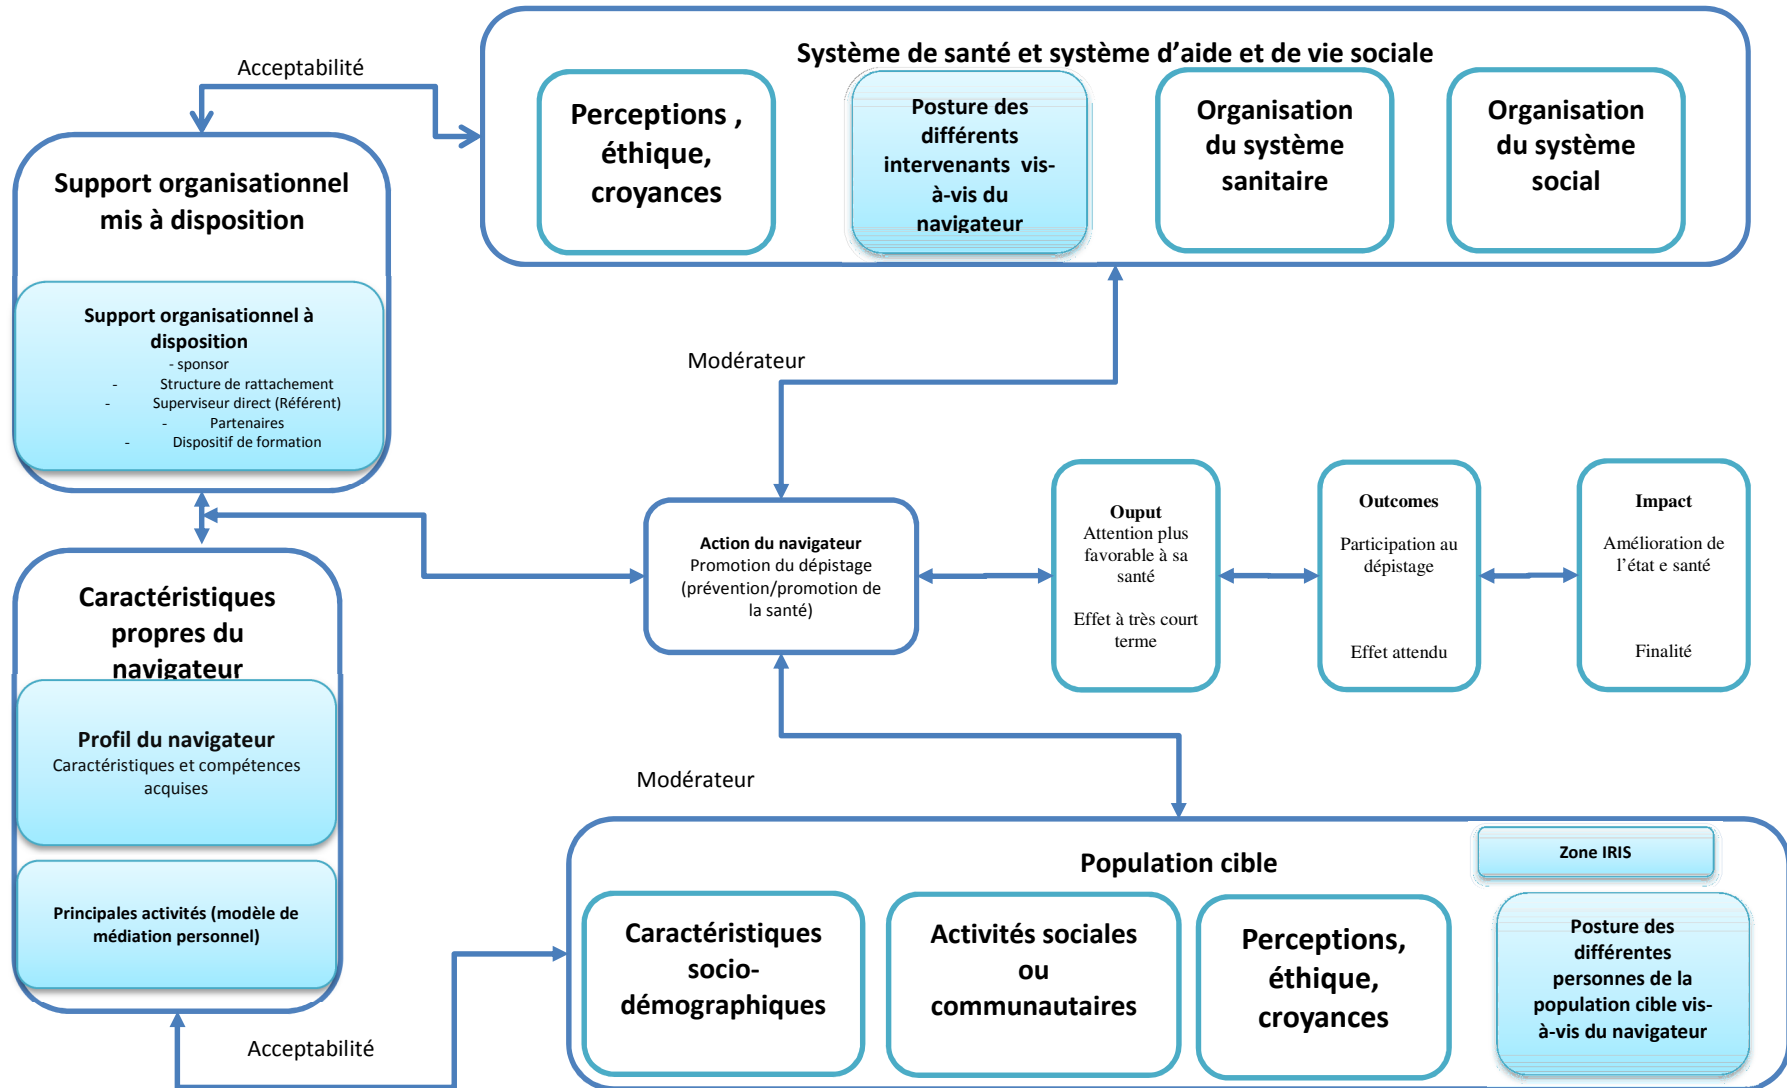 Acceptabilité
Système de santé et système d’aide et de vie sociale
Perceptions ,
éthique,
croyances
Posture des
différents
intervenants vis-
à-vis du
navigateur
Organisation
du système
sanitaire
Organisation
du système
social
Support organisationnel
mis à disposition
Support organisationnel à
disposition
- sponsor
- Structure de rattachement
- Superviseur direct (Référent)
- Partenaires
- Dispositif de formation
Modérateur
Action du navigateur
Promotion du dépistage
(prévention/promotion de
la santé)
Ouput
Attention plus
favorable à sa
santé
Effet à très court
terme
Outcomes
Participation au
dépistage
Effet attendu
Impact
Amélioration de
l’état e santé
Finalité
Caractéristiques
propres du
navigateur
Profil du navigateur
Caractéristiques et compétences
acquises
Principales activités (modèle de
médiation personnel)
Modérateur
Acceptabilité
Population cible
Zone IRIS
Caractéristiques
socio-
démographiques
Activités sociales
ou
communautaires
Perceptions,
éthique,
croyances
Posture des
différentes
personnes de la
population cible vis-
à-vis du navigateur